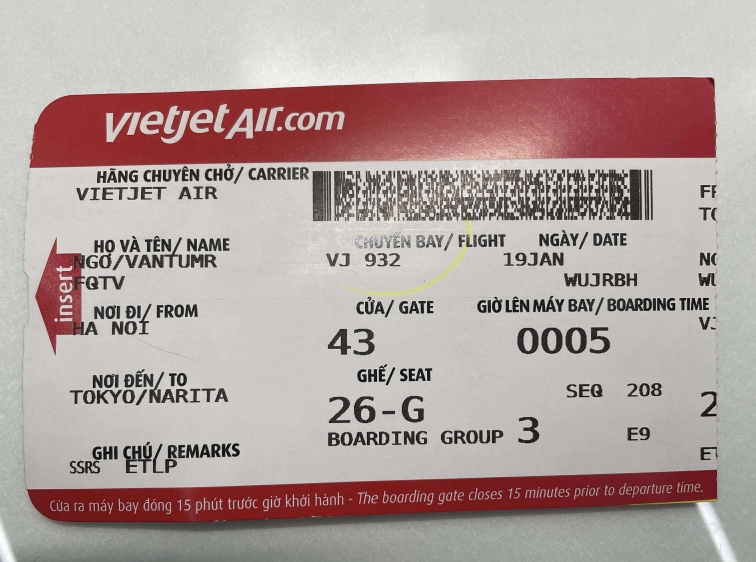 vietjetAir.com
HÃNG CHUYÊN CHỞ/ CARRIER
VIETJET AIR
HỌ VÀ TÊN/ NAME
NGO/VANTUMR
FQTV
CHUYẾN BAY/ FLIGHT NGÀY/ DATE
VJ 932 19JAN
WUJRBH
insert
NƠI ĐI/ FROM
HA NOI
CỬA/ GATE GIỜ LÊN MÁY BAY/ BOARDING TIME
43 0005
NƠI ĐẾN/ TO
TOKYO/NARITA
GHẾ/ SEAT
26-G
SEQ 208
BOARDING GROUP 3 E9
GHI CHÚ/ REMARKS
SSRS ETLP
Cửa ra máy bay đóng 15 phút trước giờ khởi hành - The boarding gate closes 15 minutes prior to departure time.